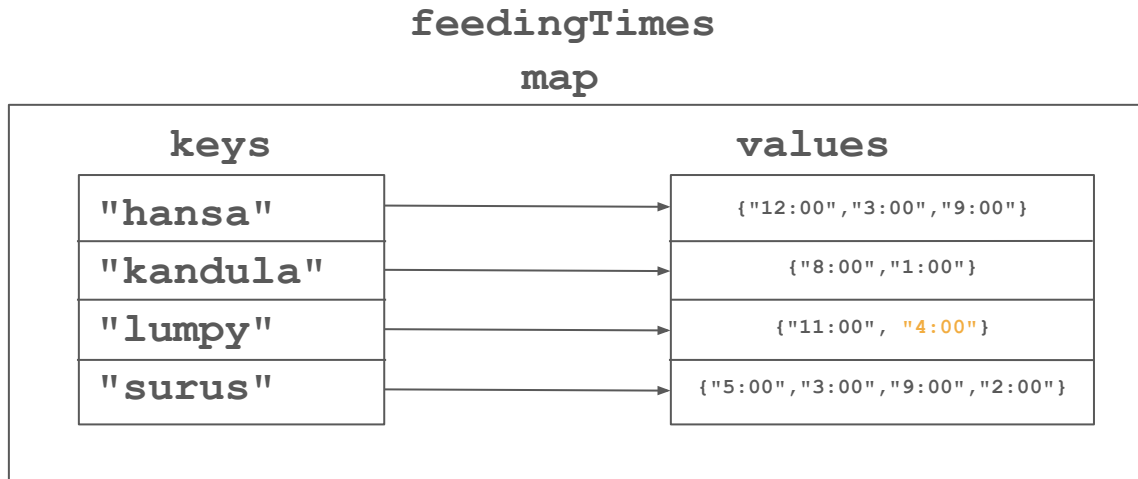 feedingTimes
map
keys values
"hansa" {"12:00","3:00","9:00"}
"kandula" {"8:00","1:00"}
"lumpy" {"11:00", "4:00"}
"surus" {"5:00","3:00","9:00","2:00"}